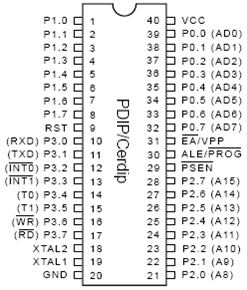 P1.0 1 40 VCC
P1.1 2 39 P0.0 (AD0)
P1.2 3 38 P0.1 (AD1)
P1.3 4 37 P0.2 (AD2)
P1.4 5 36 P0.3 (AD3)
P1.5 6 35 P0.4 (AD4)
P1.6 7 34 P0.5 (AD5)
P1.7 8 33 P0.6 (AD6)
RST 9 32 P0.7 (AD7)
(RXD) P3.0 10 31 E̅A̅/VPP
(TXD) P3.1 11 30 ALE/P̅R̅O̅G̅
(I̅N̅T̅0̅) P3.2 12 29 P̅S̅E̅N̅
(I̅N̅T̅1̅) P3.3 13 28 P2.7 (A15)
(T0) P3.4 14 27 P2.6 (A14)
(T1) P3.5 15 26 P2.5 (A13)
(W̅R̅) P3.6 16 25 P2.4 (A12)
(R̅D̅) P3.7 17 24 P2.3 (A11)
XTAL2 18 23 P2.2 (A10)
XTAL1 19 22 P2.1 (A9)
GND 20 21 P2.0 (A8)
PDIP/Cerdip